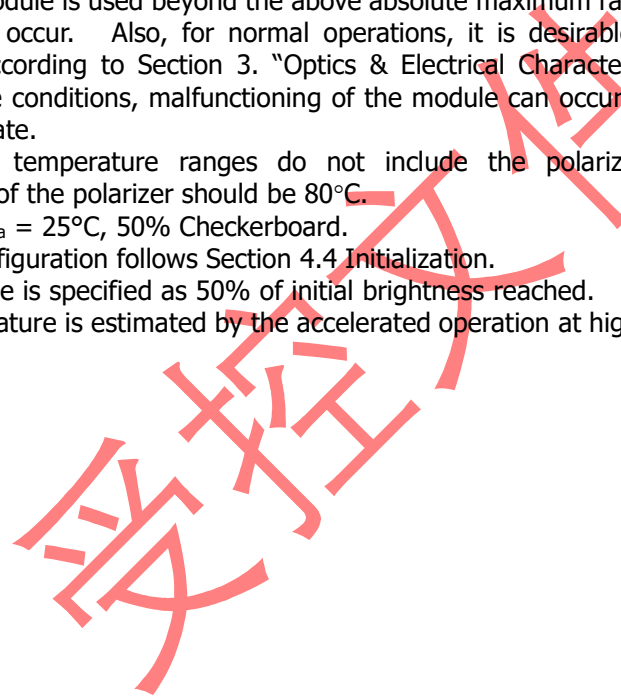 odule is used beyond the above absolute maximum ra
occur. Also, for normal operations, it is desirable
ccording to Section 3. “Optics & Electrical Characte
e conditions, malfunctioning of the module can occur
ate.
temperature ranges do not include the polariz
of the polarizer should be 80°C.
a = 25°C, 50% Checkerboard.
figuration follows Section 4.4 Initialization.
e is specified as 50% of initial brightness reached.
ature is estimated by the accelerated operation at hig
受控文件